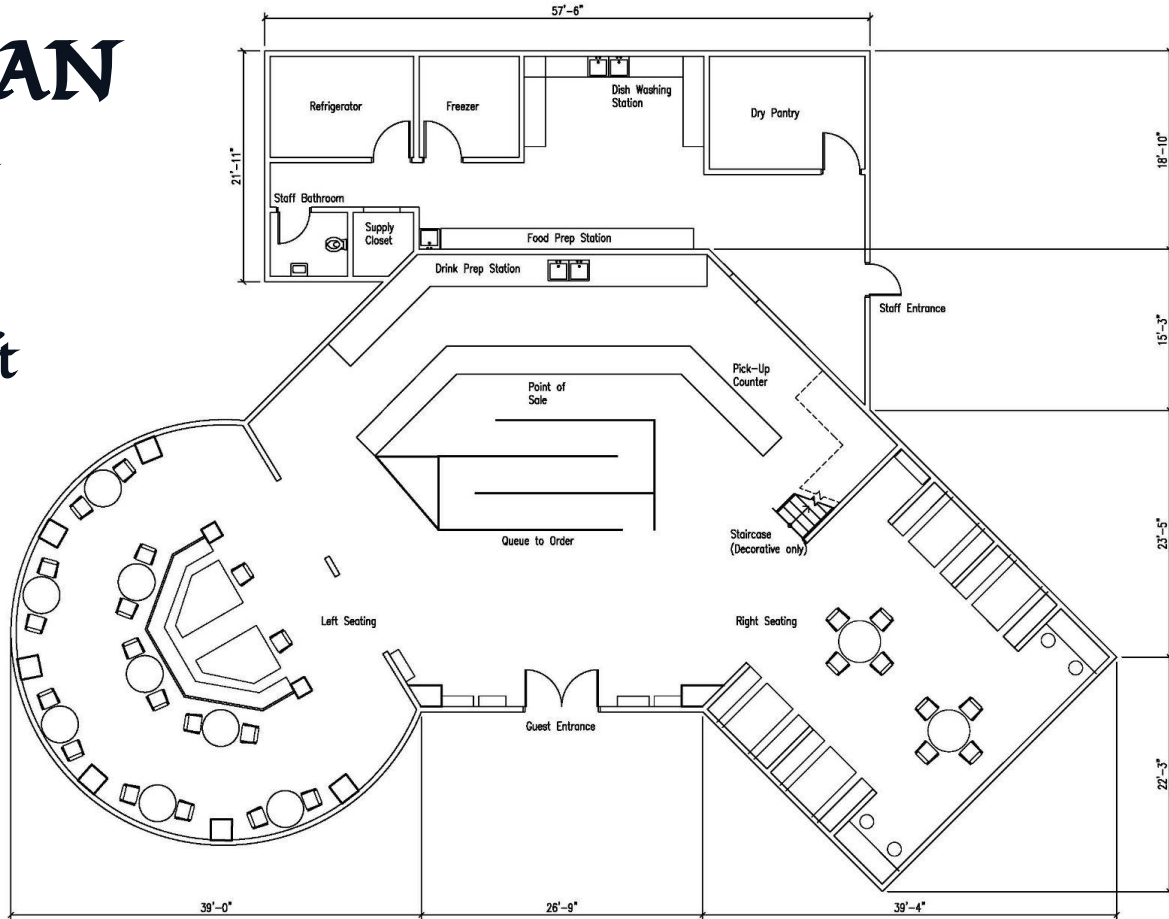 57'-6"
AN
Refrigerator
Freezer
Dish Washing
Station
Dry Pantry
18'-10"
21'-11"
Staff Bathroom
Supply
Closet
Food Prep Station
Drink Prep Station
Staff Entrance
15'-3"
t
Pick-Up
Counter
Point of
Sale
23'-5"
Queue to Order
Staircase
(Decorative only)
Left Seating
Right Seating
Guest Entrance
22'-3"
39'-0"
26'-9"
39'-4"